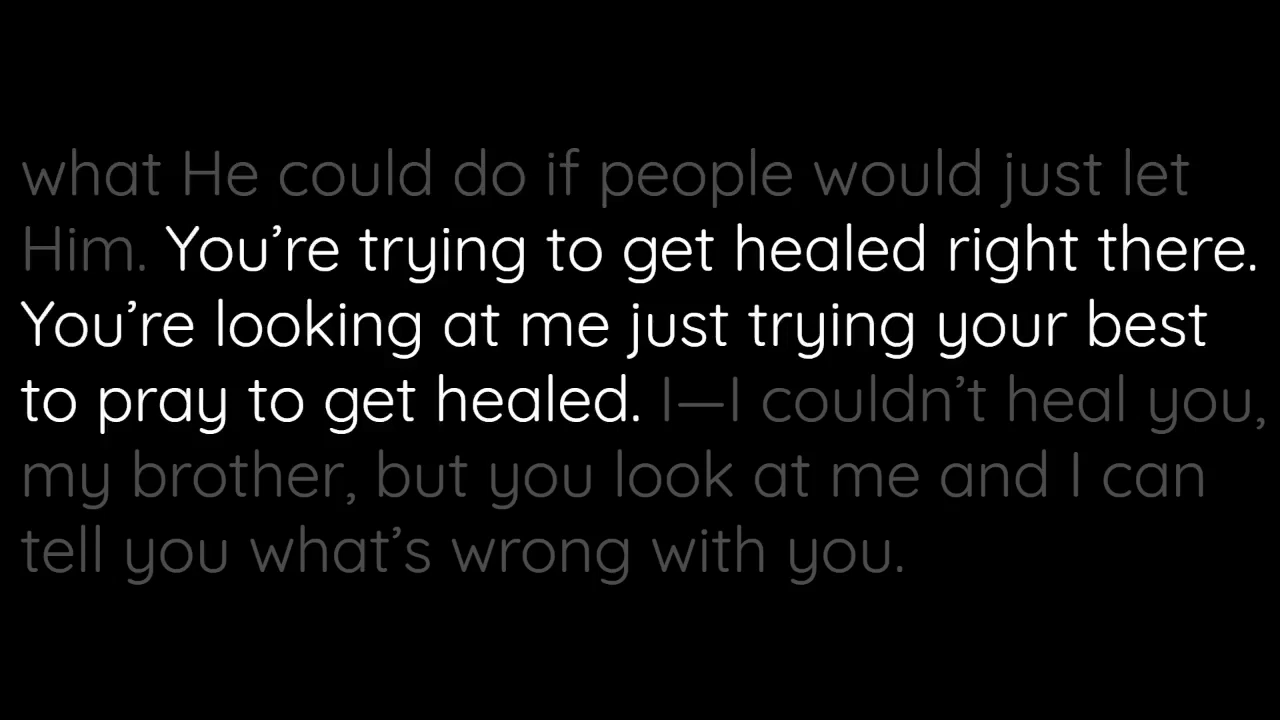 what He could do if people would just let
Him. You’re trying to get healed right there.
You’re looking at me just trying your best
to pray to get healed. I—I couldn’t heal you,
my brother, but you look at me and I can
tell you what’s wrong with you.